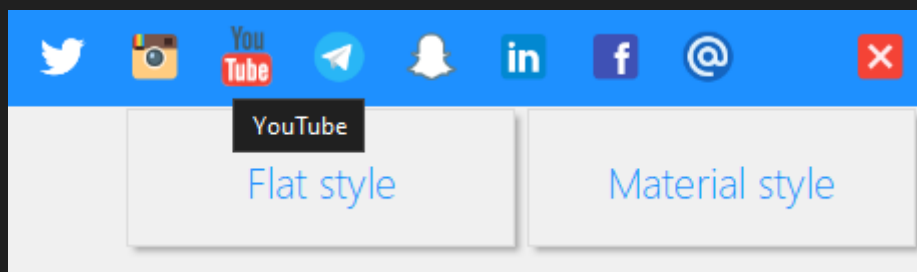 You
Tube
in
f
@
YouTube
Flat style
Material style